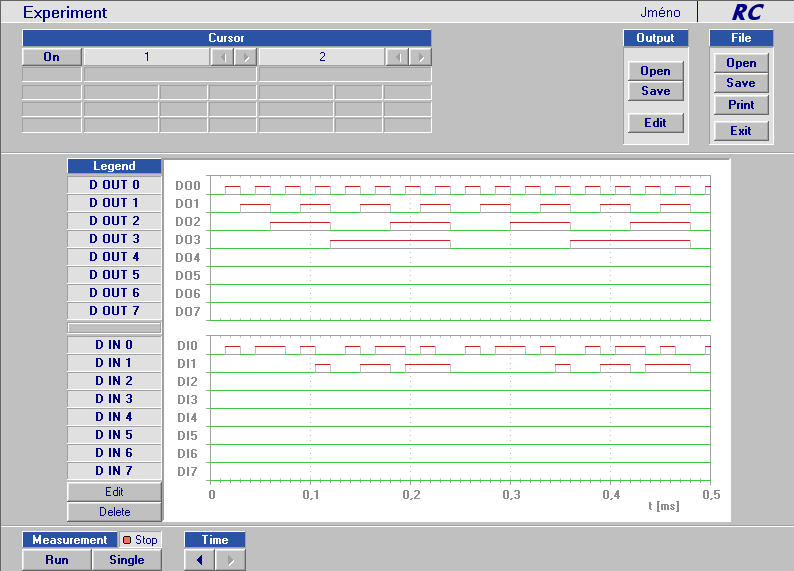 Experiment Jméno RC
Cursor Output File
On 1 2
Open Open
Save Save
Print
Edit Exit
Legend
D OUT 0 DO0
D OUT 1 DO1
D OUT 2 DO2
D OUT 3 DO3
D OUT 4 DO4
D OUT 5 DO5
D OUT 6 DO6
D OUT 7 DO7
D IN 0 DI0
D IN 1 DI1
D IN 2 DI2
D IN 3 DI3
D IN 4 DI4
D IN 5 DI5
D IN 6 DI6
D IN 7 DI7
Edit 0 0,1 0,2 0,3 0,4 0,5
Delete t [ms]
Measurement Stop Time
Run Single